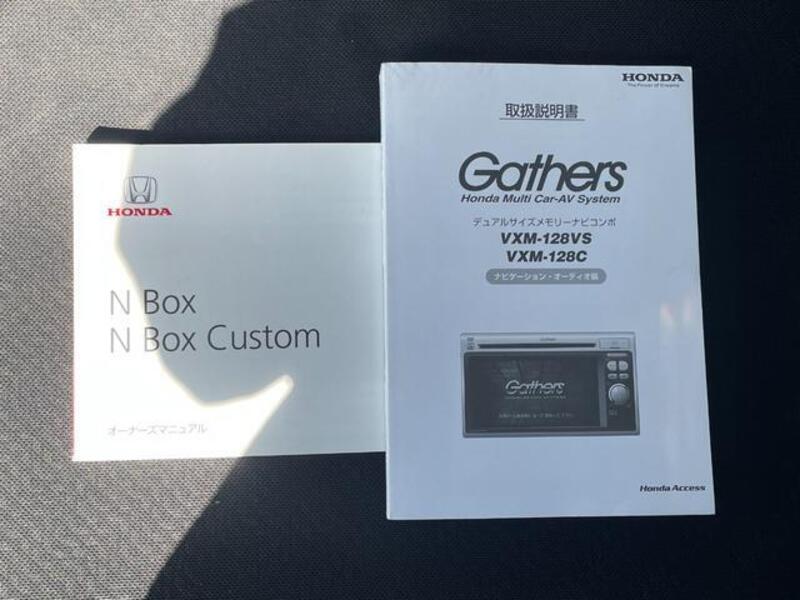 HONDA
N Box
N Box Custom
オーナーズマニュアル
HONDA
The Power of Dreams
取扱説明書
Gathers
Honda Multi Car-AV System
デュアルサイズメモリーナビコンポ
VXM-128VS
VXM-128C
ナビゲーション・オーディオ編
Gathers
Honda Access